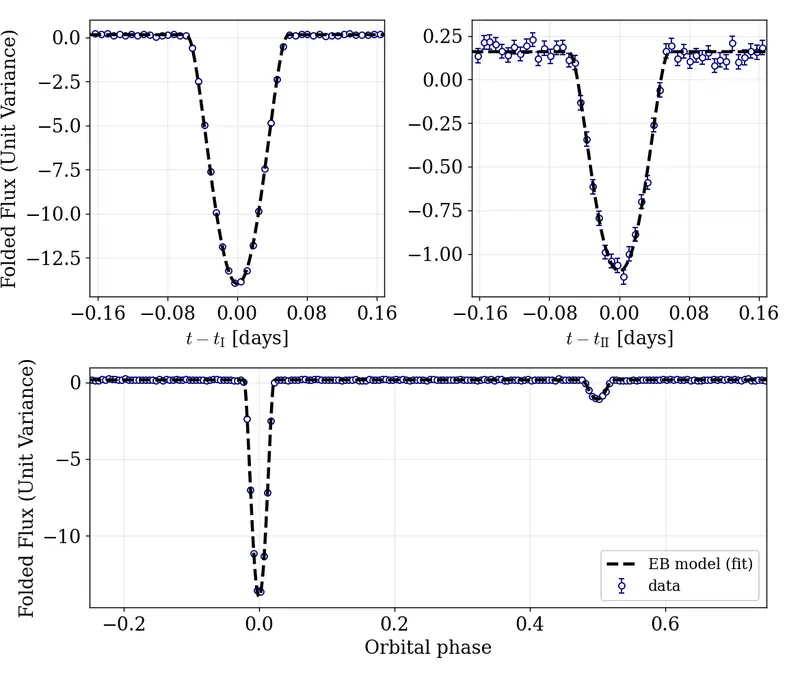 Folded Flux (Unit Variance)
0.0
−2.5
−5.0
−7.5
−10.0
−12.5
−0.16 −0.08 0.00 0.08 0.16
t − t_I [days]
0.25
0.00
−0.25
−0.50
−0.75
−1.00
−0.16 −0.08 0.00 0.08 0.16
t − t_II [days]
Folded Flux (Unit Variance)
0
−5
−10
EB model (fit)
data
−0.2 0.0 0.2 0.4 0.6
Orbital phase